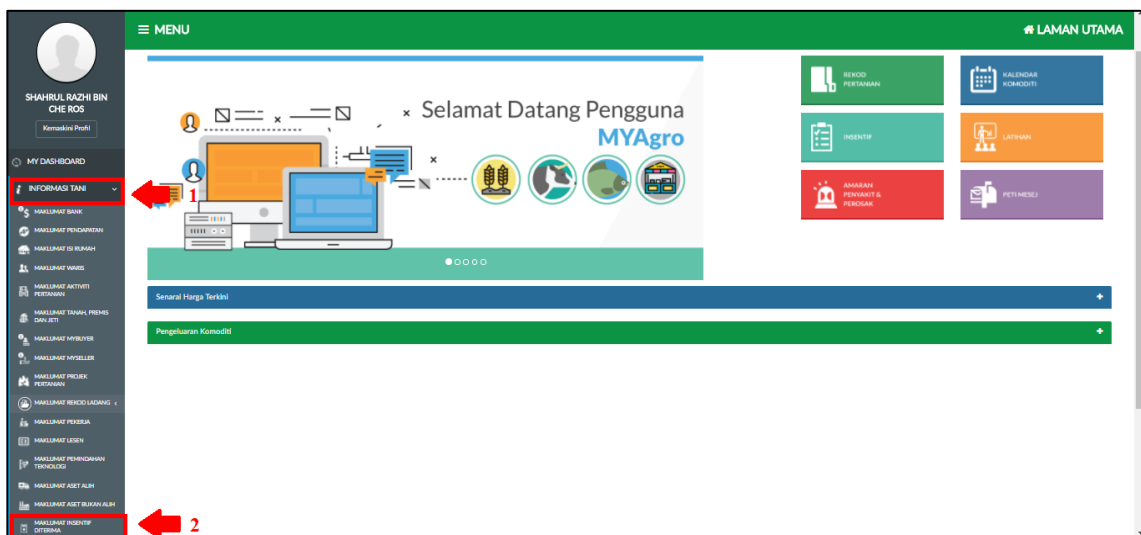 MENU
LAMAN UTAMA
SHAHRUL RAZHI BIN
CHE ROS
Kemaskini Profil
MY DASHBOARD
INFORMASI TANI
1
MAKLUMAT BANK
MAKLUMAT PENDAPATAN
MAKLUMAT ISI RUMAH
MAKLUMAT WARIS
MAKLUMAT AKTIVITI
PERTANIAN
MAKLUMAT TANAH, PREMIS
DAN JETI
MAKLUMAT MYBUYER
MAKLUMAT MYSELLER
MAKLUMAT PROJEK
PERTANIAN
MAKLUMAT REKOD LADANG
MAKLUMAT PEKERJA
MAKLUMAT LESEN
MAKLUMAT PEMINDAHAN
TEKNOLOGI
MAKLUMAT ASET ALIH
MAKLUMAT ASET BUKAN ALIH
MAKLUMAT INSENTIF
DITERIMA
2
Selamat Datang Pengguna
MYAgro
REKOD
PERTANIAN
KALENDAR
KOMODITI
INSENTIF
LATIHAN
AMARAN
PENYAKIT &
PEROSAK
PETI MESEJ
Senarai Harga Terkini
Pengeluaran Komoditi